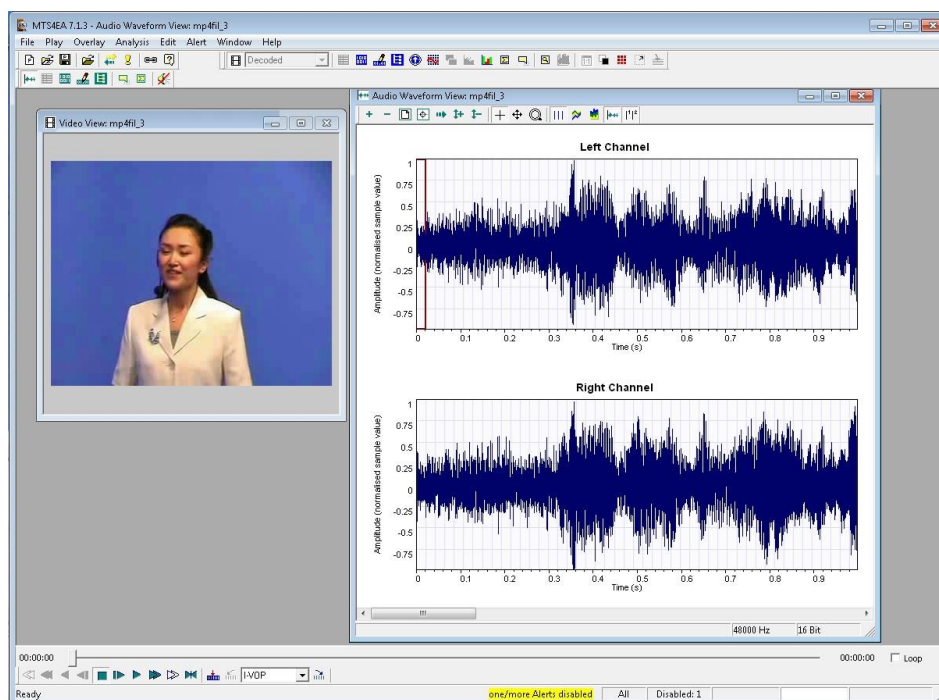 MTS4EA 7.1.3 - Audio Waveform View: mp4fil_3
File Play Overlay Analysis Edit Alert Window Help
Decoded
Video View: mp4fil_3
Audio Waveform View: mp4fil_3
Left Channel
Amplitude (normalised sample value)
1
0.75
0.5
0.25
0
-0.25
-0.5
-0.75
0 0.1 0.2 0.3 0.4 0.5 0.6 0.7 0.8 0.9
Time (s)
Right Channel
Amplitude (normalised sample value)
1
0.75
0.5
0.25
0
-0.25
-0.5
-0.75
0 0.1 0.2 0.3 0.4 0.5 0.6 0.7 0.8 0.9
Time (s)
48000 Hz 16 Bit
00:00:00 00:00:00 Loop
I-VOP
Ready one/more Alerts disabled All Disabled: 1